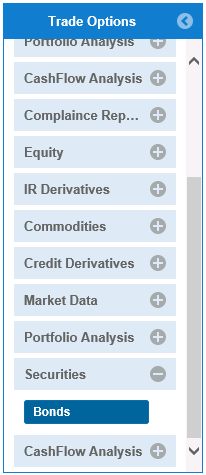 Trade Options
Portfolio Analysis
CashFlow Analysis
Complaince Rep...
Equity
IR Derivatives
Commodities
Credit Derivatives
Market Data
Portfolio Analysis
Securities
Bonds
CashFlow Analysis